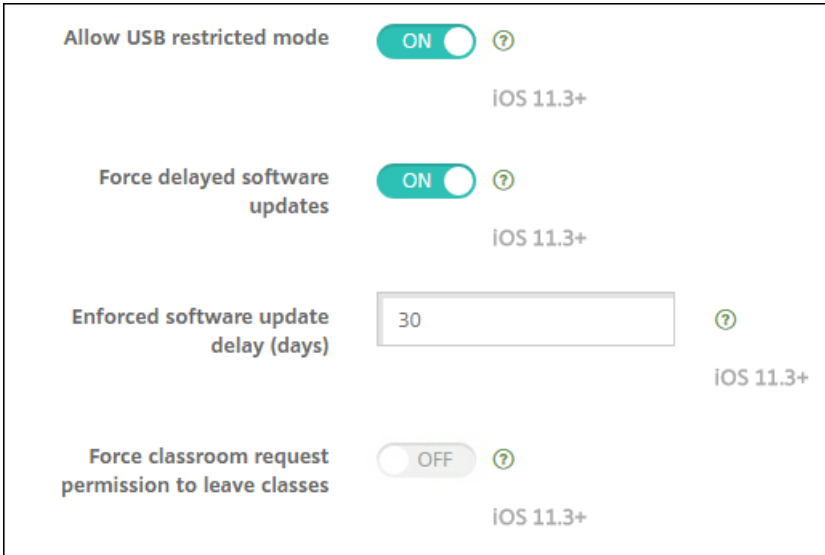 Allow USB restricted mode
ON
?
iOS 11.3+
Force delayed software
updates
ON
?
iOS 11.3+
Enforced software update
delay (days)
30
?
iOS 11.3+
Force classroom request
permission to leave classes
OFF
?
iOS 11.3+